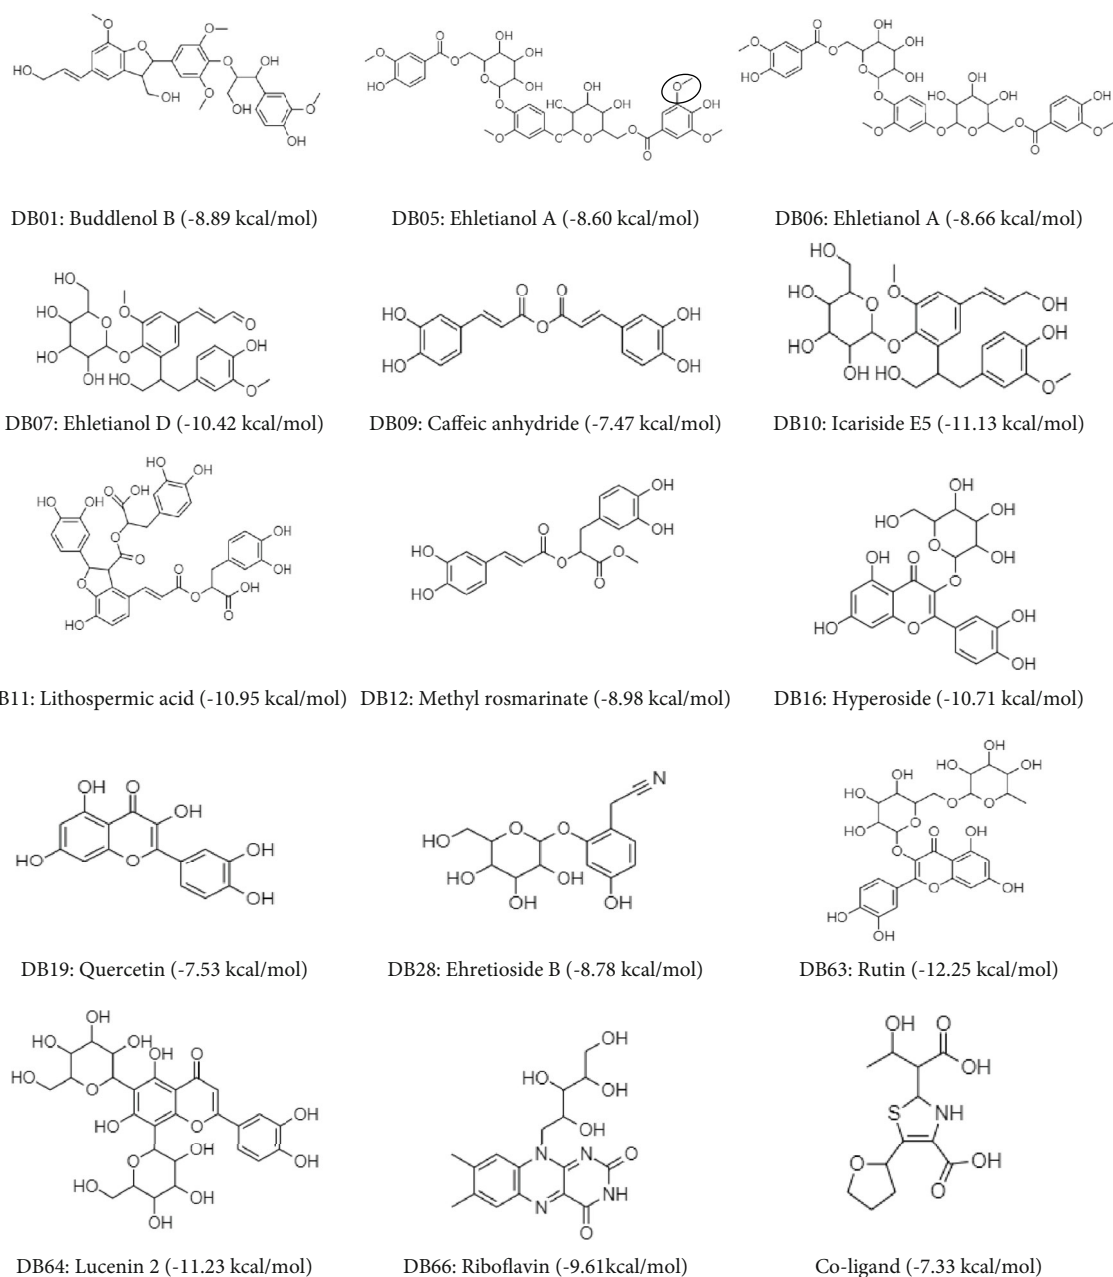 DB01: Buddlenol B (-8.89 kcal/mol)
DB05: Ehletianol A (-8.60 kcal/mol)
DB06: Ehletianol A (-8.66 kcal/mol)
DB07: Ehletianol D (-10.42 kcal/mol)
DB09: Caffeic anhydride (-7.47 kcal/mol)
DB10: Icariside E5 (-11.13 kcal/mol)
B11: Lithospermic acid (-10.95 kcal/mol)
DB12: Methyl rosmarinate (-8.98 kcal/mol)
DB16: Hyperoside (-10.71 kcal/mol)
DB19: Quercetin (-7.53 kcal/mol)
DB28: Ehretioside B (-8.78 kcal/mol)
DB63: Rutin (-12.25 kcal/mol)
DB64: Lucenin 2 (-11.23 kcal/mol)
DB66: Riboflavin (-9.61kcal/mol)
Co-ligand (-7.33 kcal/mol)